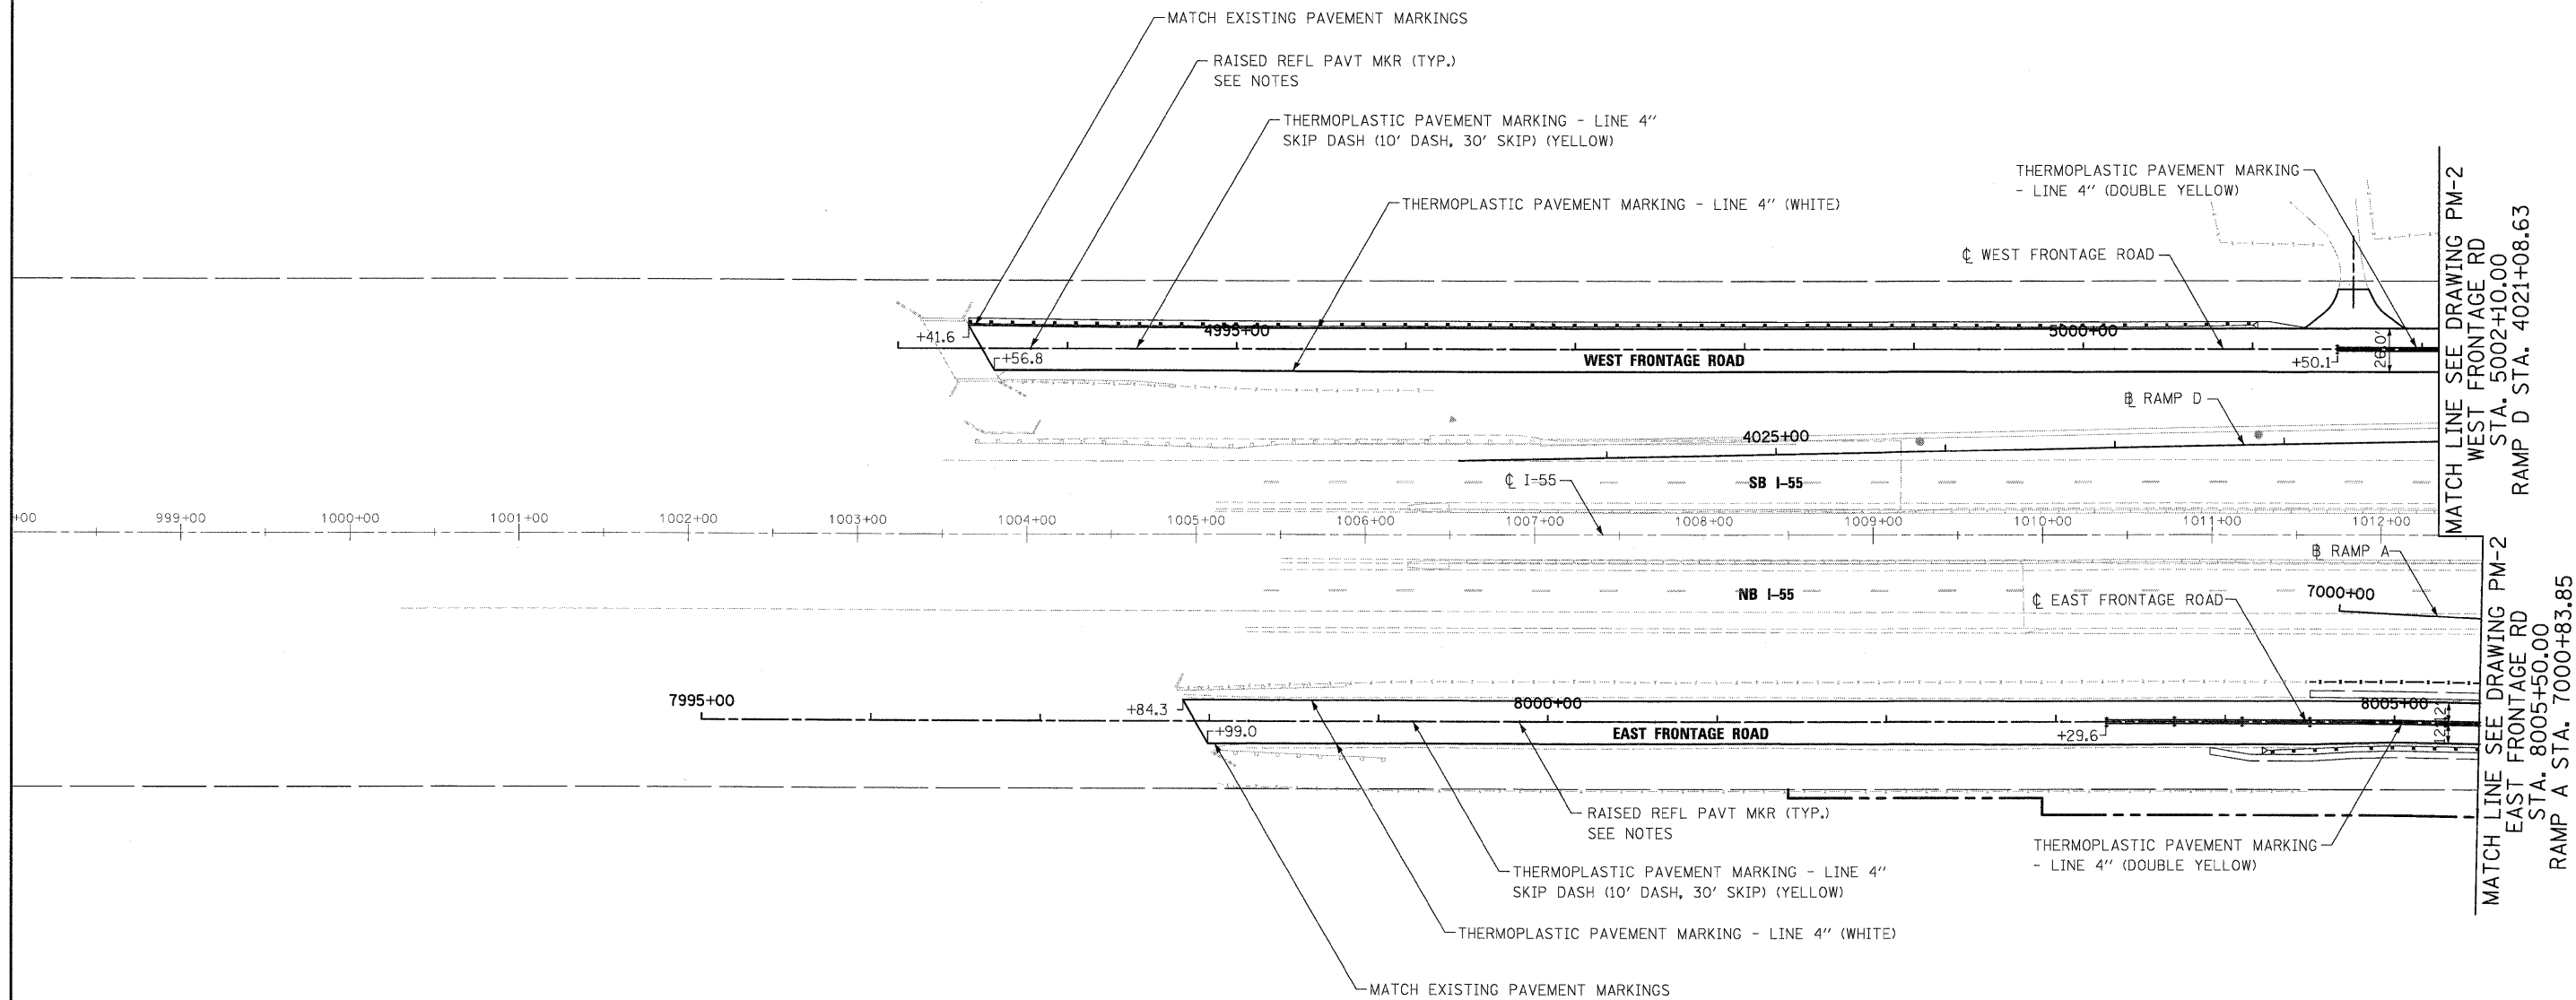 MATCH EXISTING PAVEMENT MARKINGS
RAISED REFL PAVT MKR (TYP.)
SEE NOTES
THERMOPLASTIC PAVEMENT MARKING - LINE 4"
SKIP DASH (10' DASH, 30' SKIP) (YELLOW)
THERMOPLASTIC PAVEMENT MARKING
- LINE 4" (DOUBLE YELLOW)
THERMOPLASTIC PAVEMENT MARKING - LINE 4" (WHITE)
℄ WEST FRONTAGE ROAD
4995+00
5000+00
+41.6
+56.8
WEST FRONTAGE ROAD
+50.1
26.0'
MATCH LINE SEE DRAWING PM-2
WEST FRONTAGE RD
STA. 5002+10.00
RAMP D STA. 4021+08.63
B RAMP D
4025+00
℄ I-55
SB I-55
+00
999+00
1000+00
1001+00
1002+00
1003+00
1004+00
1005+00
1006+00
1007+00
1008+00
1009+00
1010+00
1011+00
1012+00
B RAMP A
NB I-55
7000+00
℄ EAST FRONTAGE ROAD
7995+00
+84.3
8000+00
8005+00
12'
12'
+99.0
EAST FRONTAGE ROAD
+29.6
MATCH LINE SEE DRAWING PM-2
EAST FRONTAGE RD
STA. 8005+50.00
RAMP A STA. 7000+83.85
RAISED REFL PAVT MKR (TYP.)
SEE NOTES
THERMOPLASTIC PAVEMENT MARKING
- LINE 4" (DOUBLE YELLOW)
THERMOPLASTIC PAVEMENT MARKING - LINE 4"
SKIP DASH (10' DASH, 30' SKIP) (YELLOW)
THERMOPLASTIC PAVEMENT MARKING - LINE 4" (WHITE)
MATCH EXISTING PAVEMENT MARKINGS